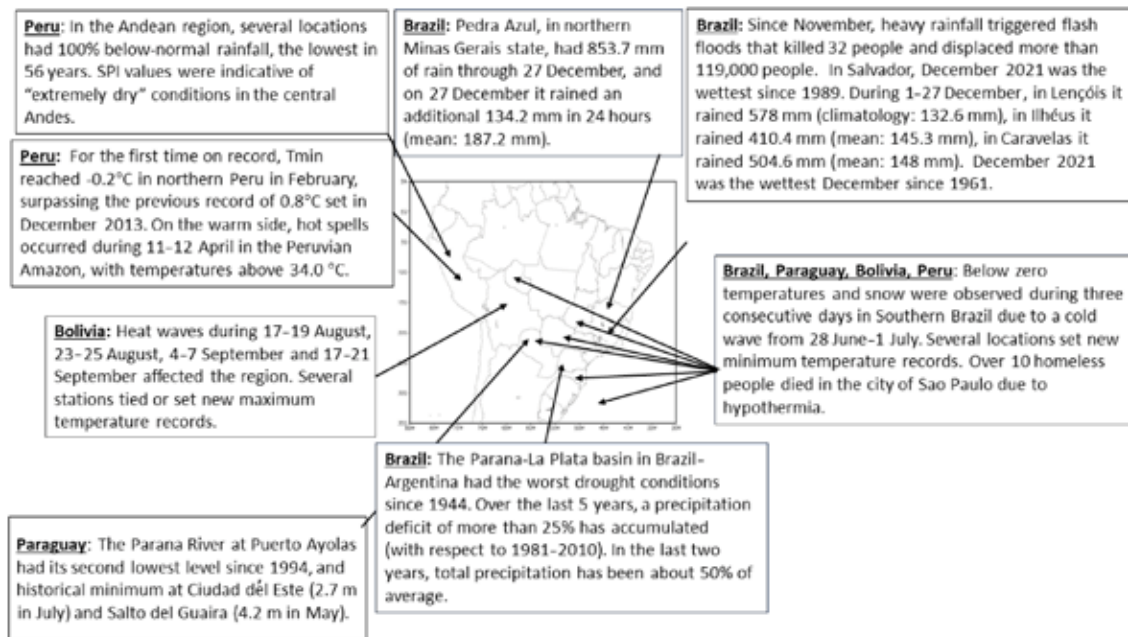 Peru: In the Andean region, several locations
had 100% below-normal rainfall, the lowest in
56 years. SPI values were indicative of
“extremely dry” conditions in the central
Andes.
Brazil: Pedra Azul, in northern
Minas Gerais state, had 853.7 mm
of rain through 27 December, and
on 27 December it rained an
additional 134.2 mm in 24 hours
(mean: 187.2 mm).
Brazil: Since November, heavy rainfall triggered flash
floods that killed 32 people and displaced more than
119,000 people. In Salvador, December 2021 was the
wettest since 1989. During 1–27 December, in Lençóis it
rained 578 mm (climatology: 132.6 mm), in Ilhéus it
rained 410.4 mm (mean: 145.3 mm), in Caravelas it
rained 504.6 mm (mean: 148 mm). December 2021
was the wettest December since 1961.
Peru: For the first time on record, Tmin
reached -0.2°C in northern Peru in February,
surpassing the previous record of 0.8°C set in
December 2013. On the warm side, hot spells
occurred during 11–12 April in the Peruvian
Amazon, with temperatures above 34.0 °C.
Brazil, Paraguay, Bolivia, Peru: Below zero
temperatures and snow were observed during three
consecutive days in Southern Brazil due to a cold
wave from 28 June-1 July. Several locations set new
minimum temperature records. Over 10 homeless
people died in the city of Sao Paulo due to
hypothermia.
Bolivia: Heat waves during 17–19 August,
23–25 August, 4–7 September and 17–21
September affected the region. Several
stations tied or set new maximum
temperature records.
Brazil: The Parana-La Plata basin in Brazil-
Argentina had the worst drought conditions
since 1944. Over the last 5 years, a precipitation
deficit of more than 25% has accumulated
(with respect to 1981–2010). In the last two
years, total precipitation has been about 50% of
average.
Paraguay: The Parana River at Puerto Ayolas
had its second lowest level since 1994, and
historical minimum at Ciudad del Este (2.7 m
in July) and Salto del Guaira (4.2 m in May).